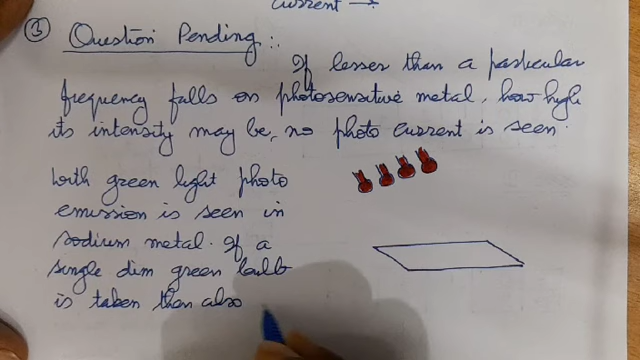 current →
③ Question Pending :
If lesser than a particular
frequency falls on photosensative metal, how high
its intensity may be, no photo current is seen.
With green light photo
emission is seen in
sodium metal. If a
single dim green bulb
is taken then also